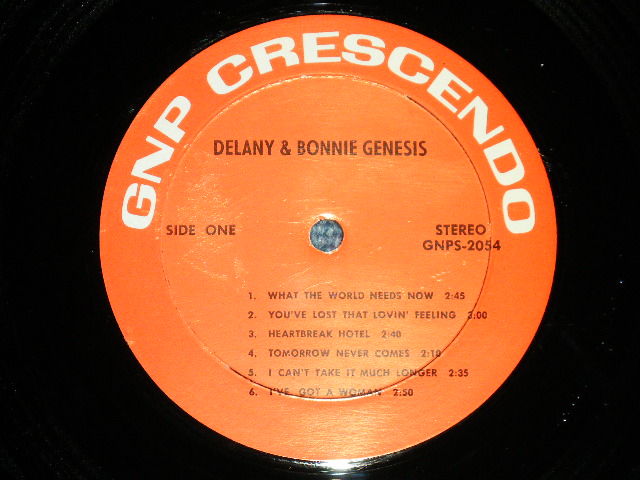 GNP CRESCENDO
DELANY & BONNIE GENESIS
SIDE ONE
STEREO
GNPS-2054
1. WHAT THE WORLD NEEDS NOW 2:45
2. YOU'VE LOST THAT LOVIN' FEELING 3:00
3. HEARTBREAK HOTEL 2:40
4. TOMORROW NEVER COMES 2:10
5. I CAN'T TAKE IT MUCH LONGER 2:35
6. I'VE GOT A WOMAN 2:50